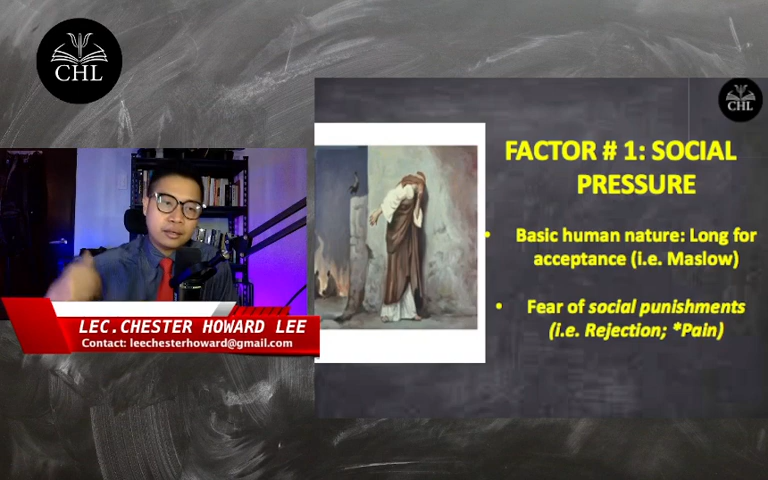 CHL
CHL
FACTOR # 1: SOCIAL
PRESSURE
• Basic human nature: Long for
acceptance (i.e. Maslow)
• Fear of social punishments
(i.e. Rejection; *Pain)
LEC.CHESTER HOWARD LEE
Contact: leechesterhoward@gmail.com